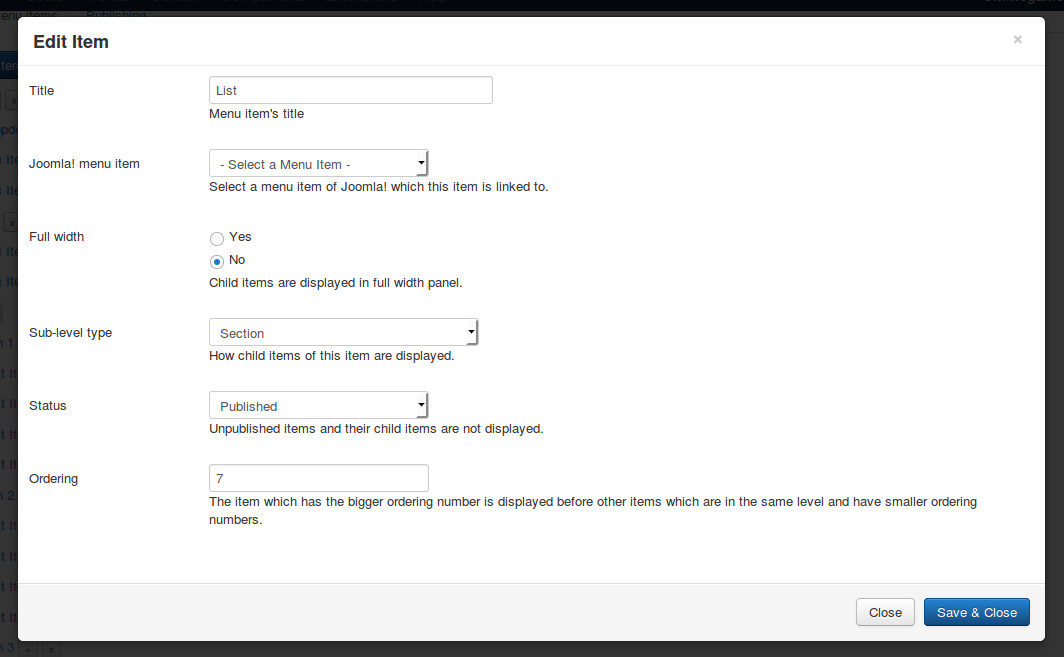 Publishing
Edit Item
×
Title
List
Menu item's title
Joomla! menu item
- Select a Menu Item -
Select a menu item of Joomla! which this item is linked to.
Full width
Yes
No
Child items are displayed in full width panel.
Sub-level type
Section
How child items of this item are displayed.
Status
Published
Unpublished items and their child items are not displayed.
Ordering
7
The item which has the bigger ordering number is displayed before other items which are in the same level and have smaller ordering
numbers.
Close
Save & Close